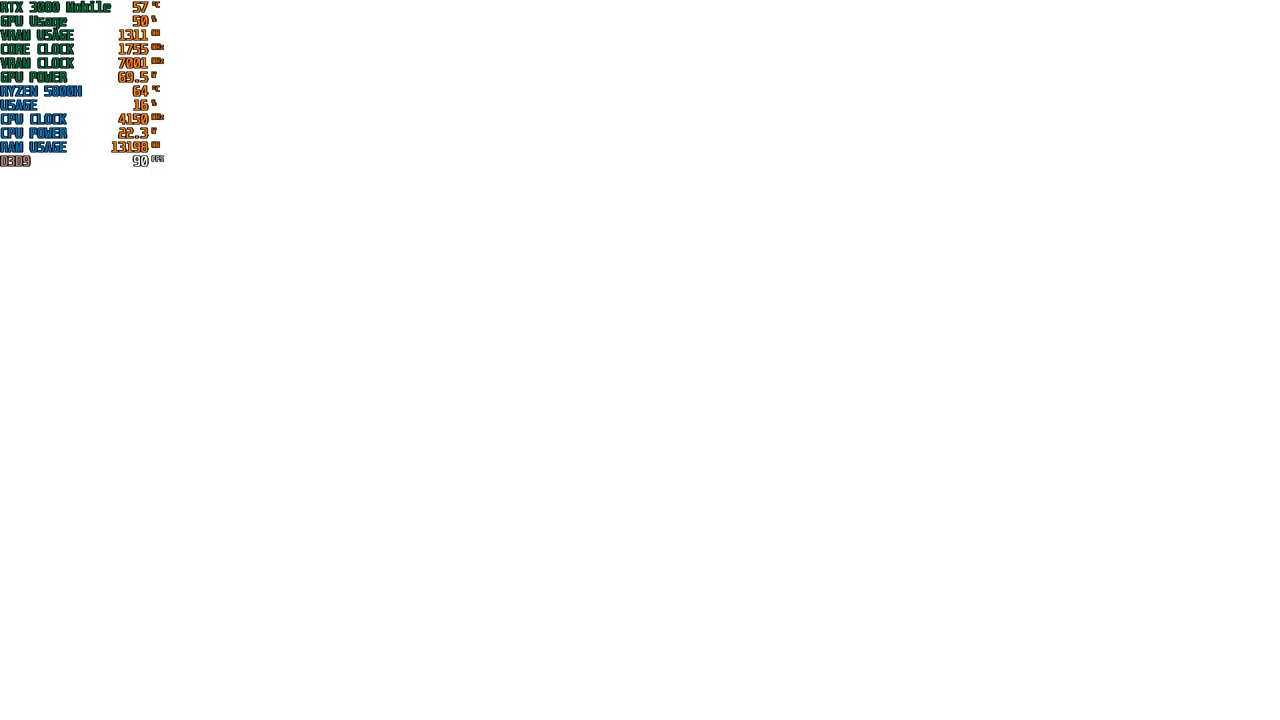 RTX 3080 Mobile 57 °C
GPU Usage 50 %
VRAM USAGE 1311 MB
CORE CLOCK 1755 MHz
VRAM CLOCK 7001 MHz
GPU POWER 69.5 W
RYZEN 5800H 64 °C
USAGE 16 %
CPU CLOCK 4150 MHz
CPU POWER 22.3 W
RAM USAGE 13198 MB
D3D9 90 FPS